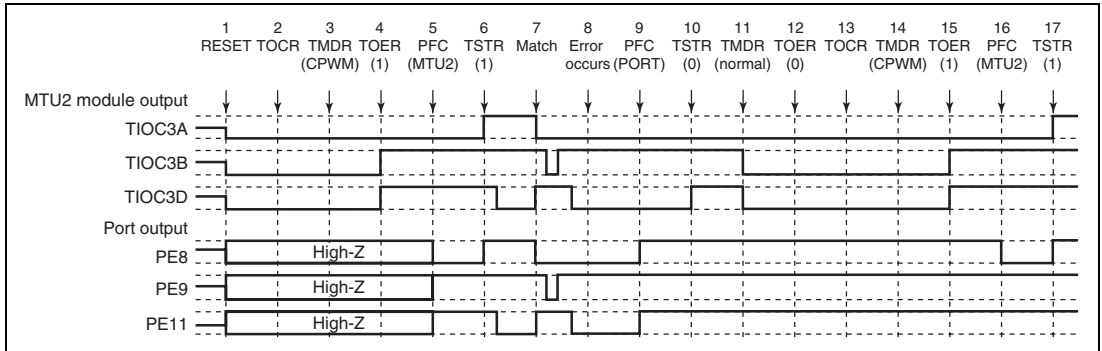 1 2 3 4 5 6 7 8 9 10 11 12 13 14 15 16 17
RESET TOCR TMDR TOER PFC TSTR Match Error PFC TSTR TMDR TOER TOCR TMDR TOER PFC TSTR
(CPWM) (1) (MTU2) (1) occurs (PORT) (0) (normal) (0) (CPWM) (1) (MTU2) (1)
MTU2 module output
TIOC3A
TIOC3B
TIOC3D
Port output
PE8 High-Z
PE9 High-Z
PE11 High-Z